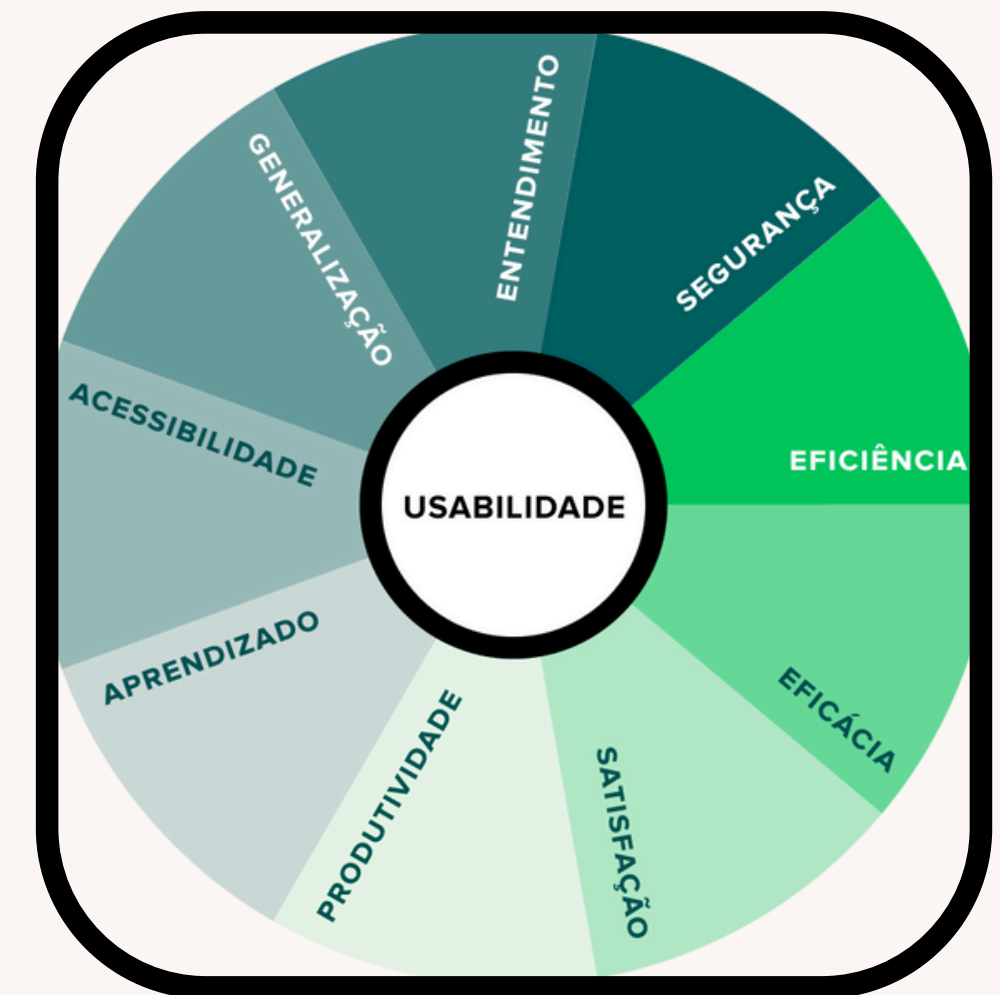 ENTENDIMENTO
SEGURANÇA
EFICIÊNCIA
EFICÁCIA
SATISFAÇÃO
PRODUTIVIDADE
APRENDIZADO
ACESSIBILIDADE
GENERALIZAÇÃO
USABILIDADE